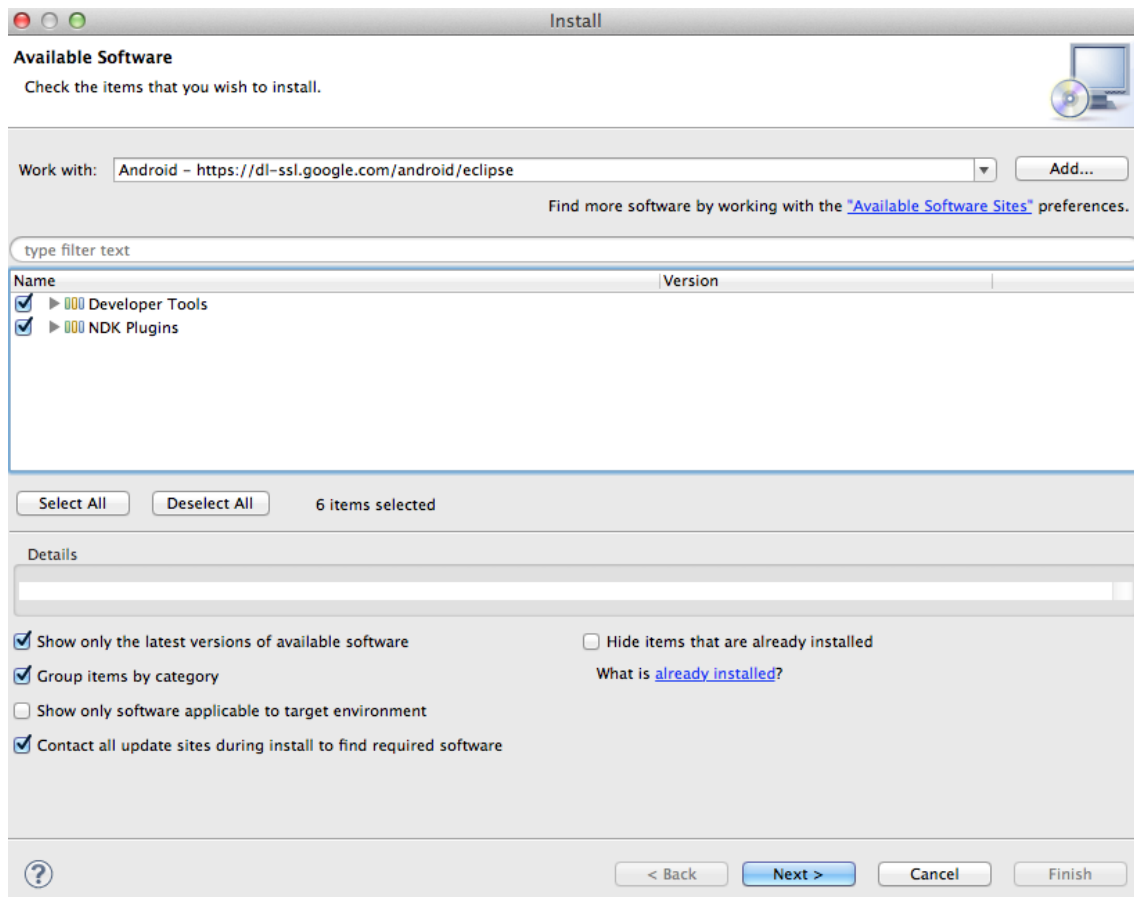 Install
Available Software
Check the items that you wish to install.
Work with: Android – https://dl-ssl.google.com/android/eclipse Add...
Find more software by working with the "Available Software Sites" preferences.
type filter text
Name Version
Developer Tools
NDK Plugins
Select All Deselect All 6 items selected
Details
Show only the latest versions of available software Hide items that are already installed
Group items by category What is already installed?
Show only software applicable to target environment
Contact all update sites during install to find required software
? < Back Next > Cancel Finish